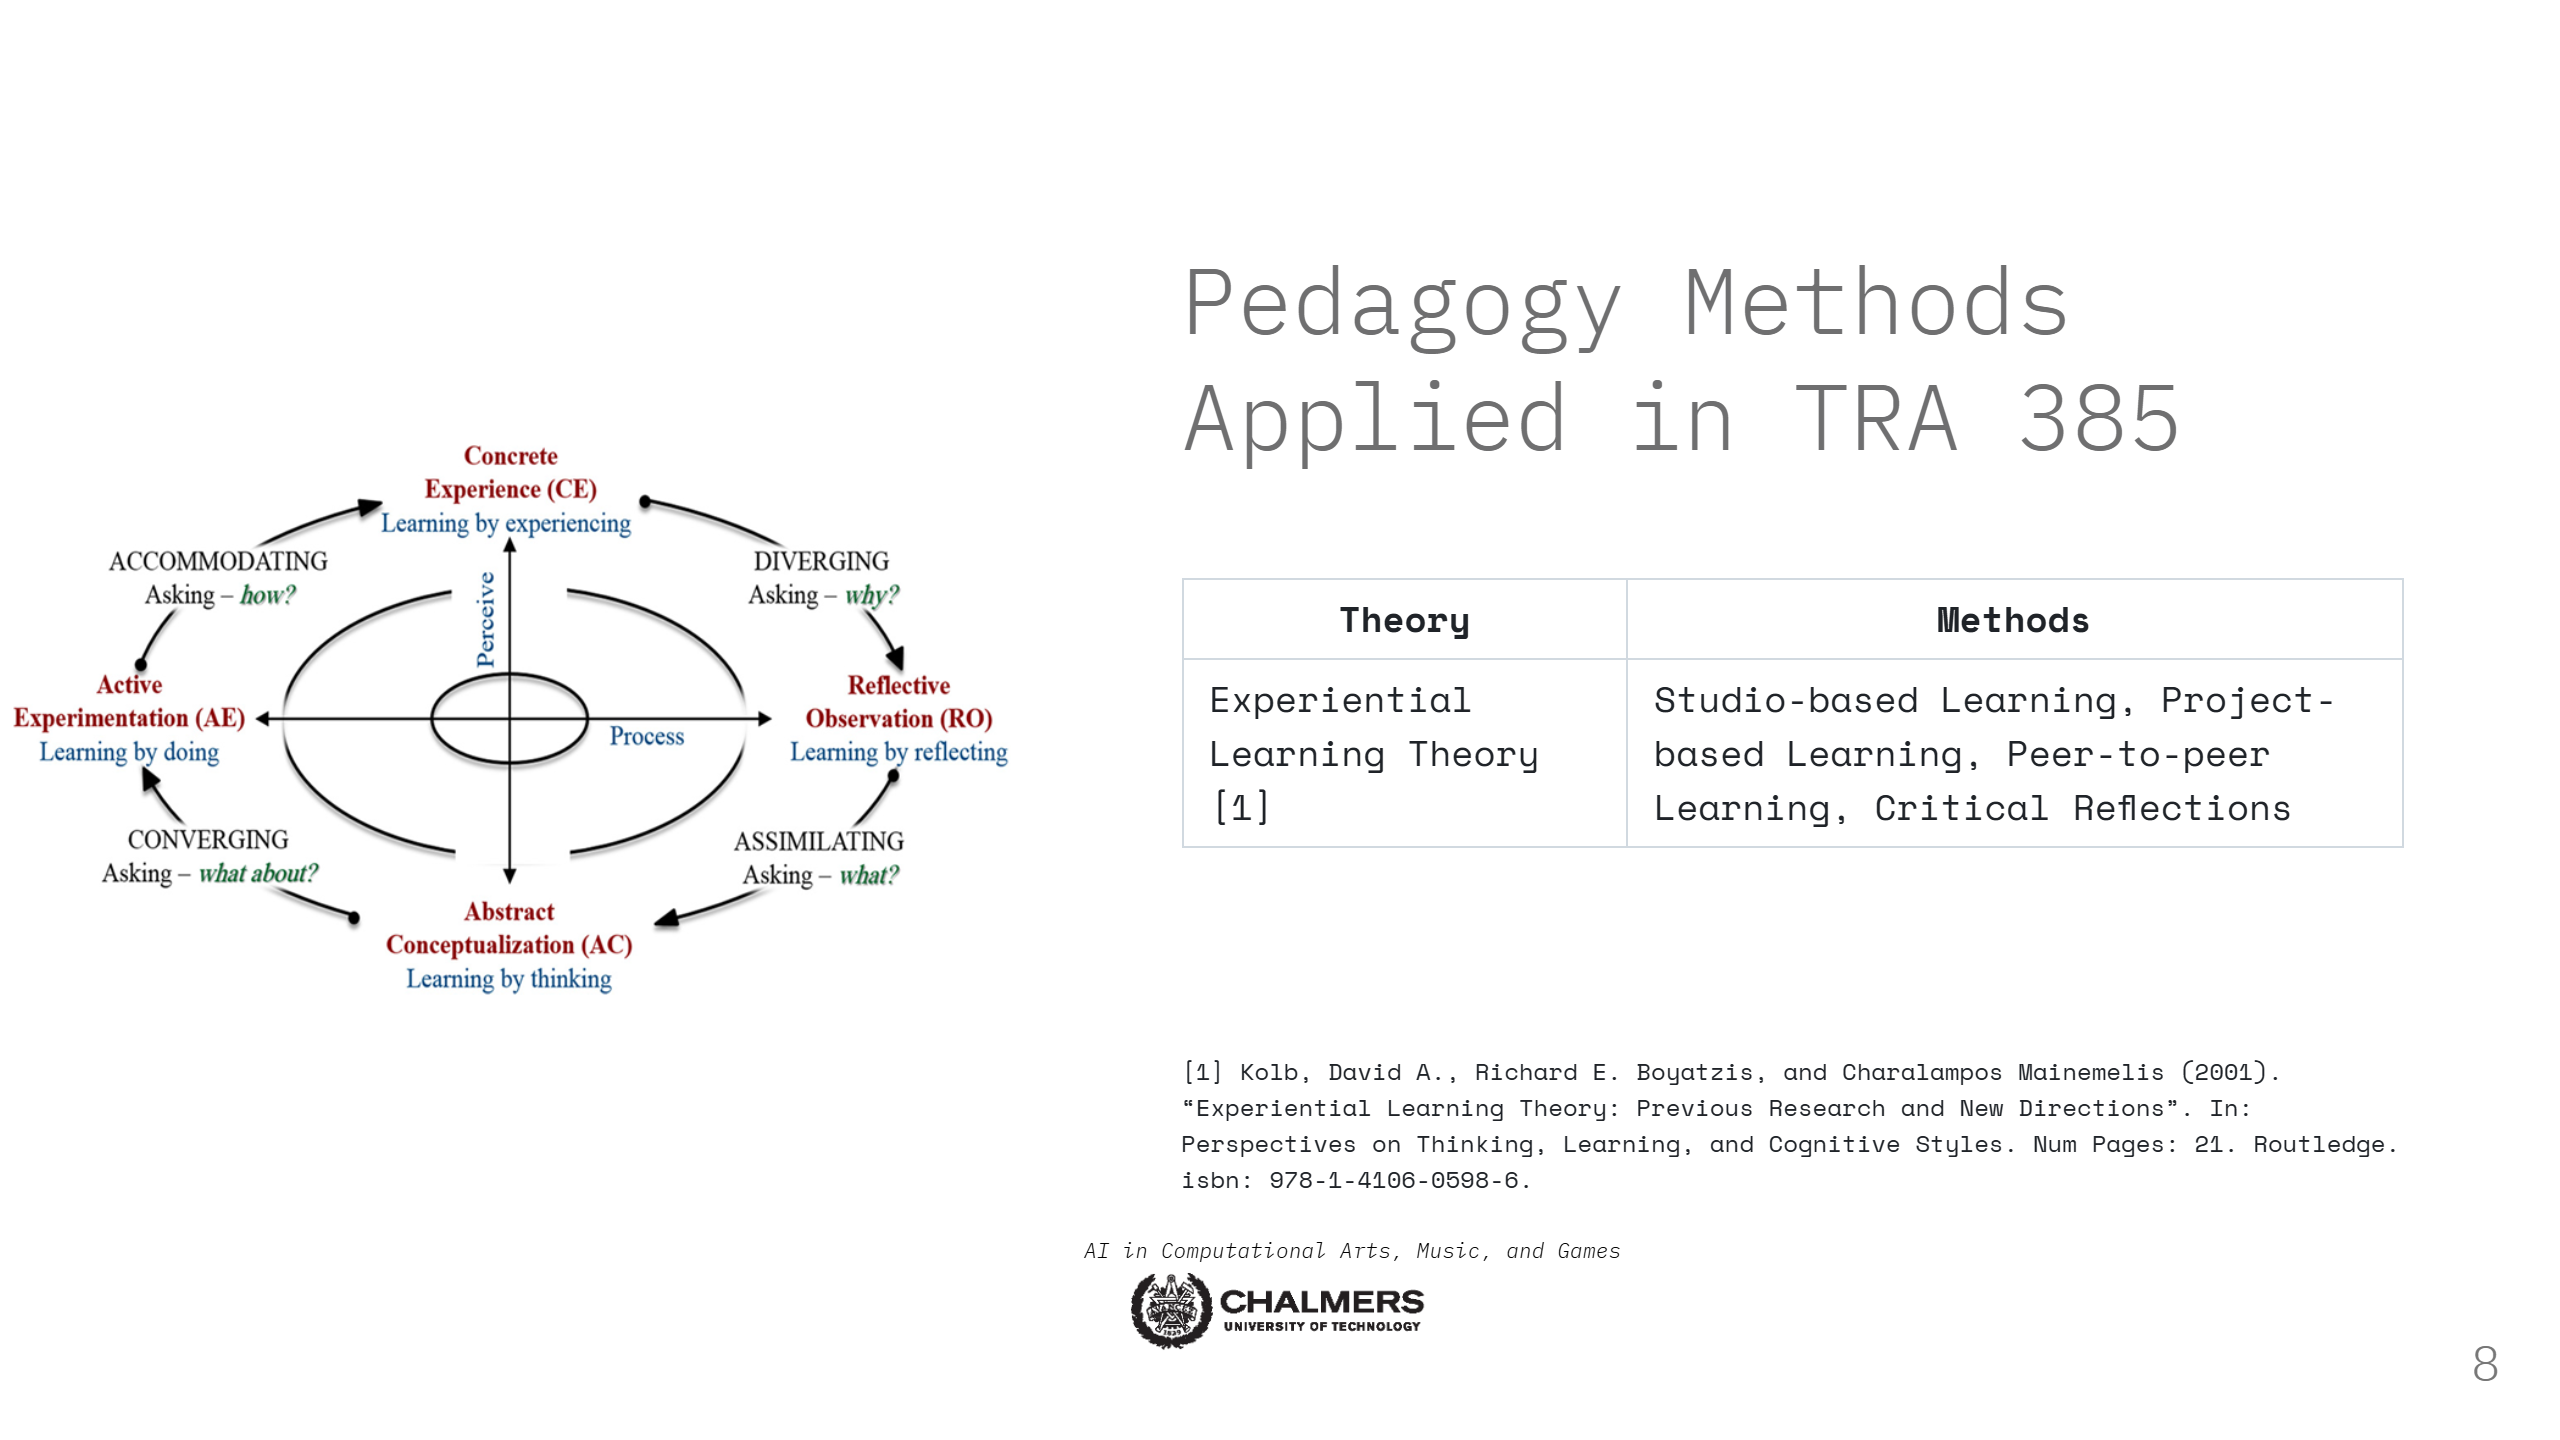 Pedagogy Methods
Applied in TRA 385
Concrete
Experience (CE)
Learning by experiencing
ACCOMMODATING
Asking – how?
DIVERGING
Asking – why?
Perceive
Active
Experimentation (AE)
Learning by doing
Process
Reflective
Observation (RO)
Learning by reflecting
CONVERGING
Asking – what about?
ASSIMILATING
Asking – what?
Abstract
Conceptualization (AC)
Learning by thinking
Theory
Methods
Experiential
Learning Theory
[1]
Studio-based Learning, Project-
based Learning, Peer-to-peer
Learning, Critical Reflections
[1] Kolb, David A., Richard E. Boyatzis, and Charalampos Mainemelis (2001).
“Experiential Learning Theory: Previous Research and New Directions”. In:
Perspectives on Thinking, Learning, and Cognitive Styles. Num Pages: 21. Routledge.
isbn: 978-1-4106-0598-6.
AI in Computational Arts, Music, and Games
AVANCEZ
1829
CHALMERS
UNIVERSITY OF TECHNOLOGY
8